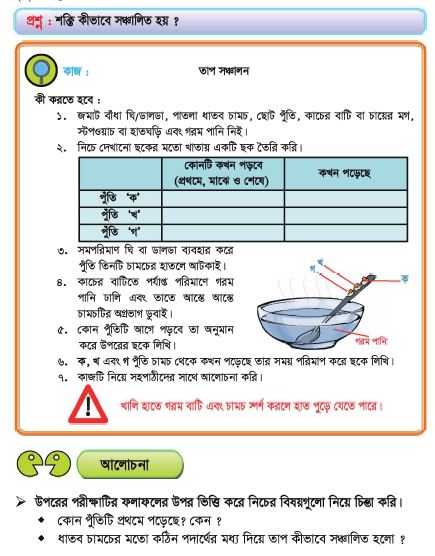 প্রশ্ন : শক্তি কীভাবে সঞ্চালিত হয় ?
কাজ :
তাপ সঞ্চালন
কী করতে হবে :
১. জমাট বাঁধা ঘি/ডালডা, পাতলা ধাতব চামচ, ছোট পুঁতি, কাচের বাটি বা চায়ের মগ,
স্টপওয়াচ বা হাতঘড়ি এবং গরম পানি নিই।
২. নিচে দেখানো ছকের মতো খাতায় একটি ছক তৈরি করি।
কোনটি কখন পড়বে
(প্রথমে, মাঝে ও শেষে)
কখন পড়েছে
পুঁতি ‘ক’
পুঁতি ‘খ’
পুঁতি ‘গ’
৩. সমপরিমাণ ঘি বা ডালডা ব্যবহার করে
পুঁতি তিনটি চামচের হাতলে আটকাই।
৪. কাচের বাটিতে পর্যাপ্ত পরিমাণে গরম
পানি ঢালি এবং তাতে আস্তে আস্তে
চামচটির অগ্রভাগ ডুবাই।
৫. কোন পুঁতিটি আগে পড়বে তা অনুমান
করে উপরের ছকে লিখি।
গ
খ
ক
গরম পানি
৬. ক, খ এবং গ পুঁতি চামচ থেকে কখন পড়েছে তার সময় পরিমাপ করে ছকে লিখি।
৭. কাজটি নিয়ে সহপাঠীদের সাথে আলোচনা করি।
!
খালি হাতে গরম বাটি এবং চামচ স্পর্শ করলে হাত পুড়ে যেতে পারে।
আলোচনা
➢ উপরের পরীক্ষাটির ফলাফলের উপর ভিত্তি করে নিচের বিষয়গুলো নিয়ে চিন্তা করি।
◆ কোন পুঁতিটি প্রথমে পড়েছে? কেন ?
◆ ধাতব চামচের মতো কঠিন পদার্থের মধ্য দিয়ে তাপ কীভাবে সঞ্চালিত হলো ?